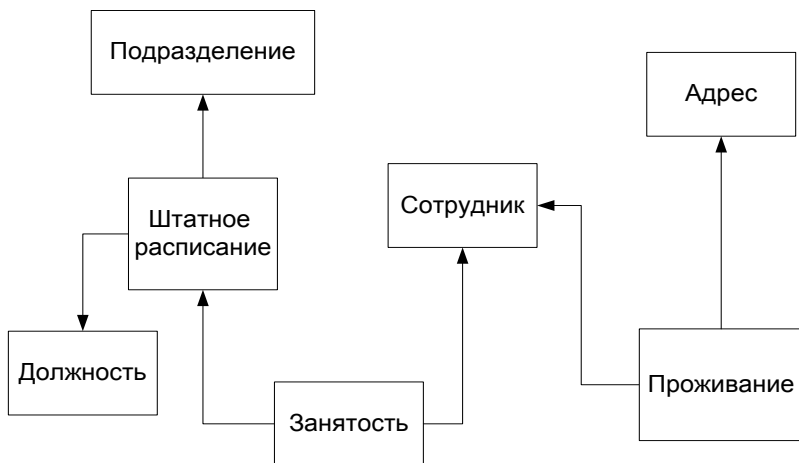 Подразделение
Адрес
Штатное
расписание
Сотрудник
Должность
Занятость
Проживание